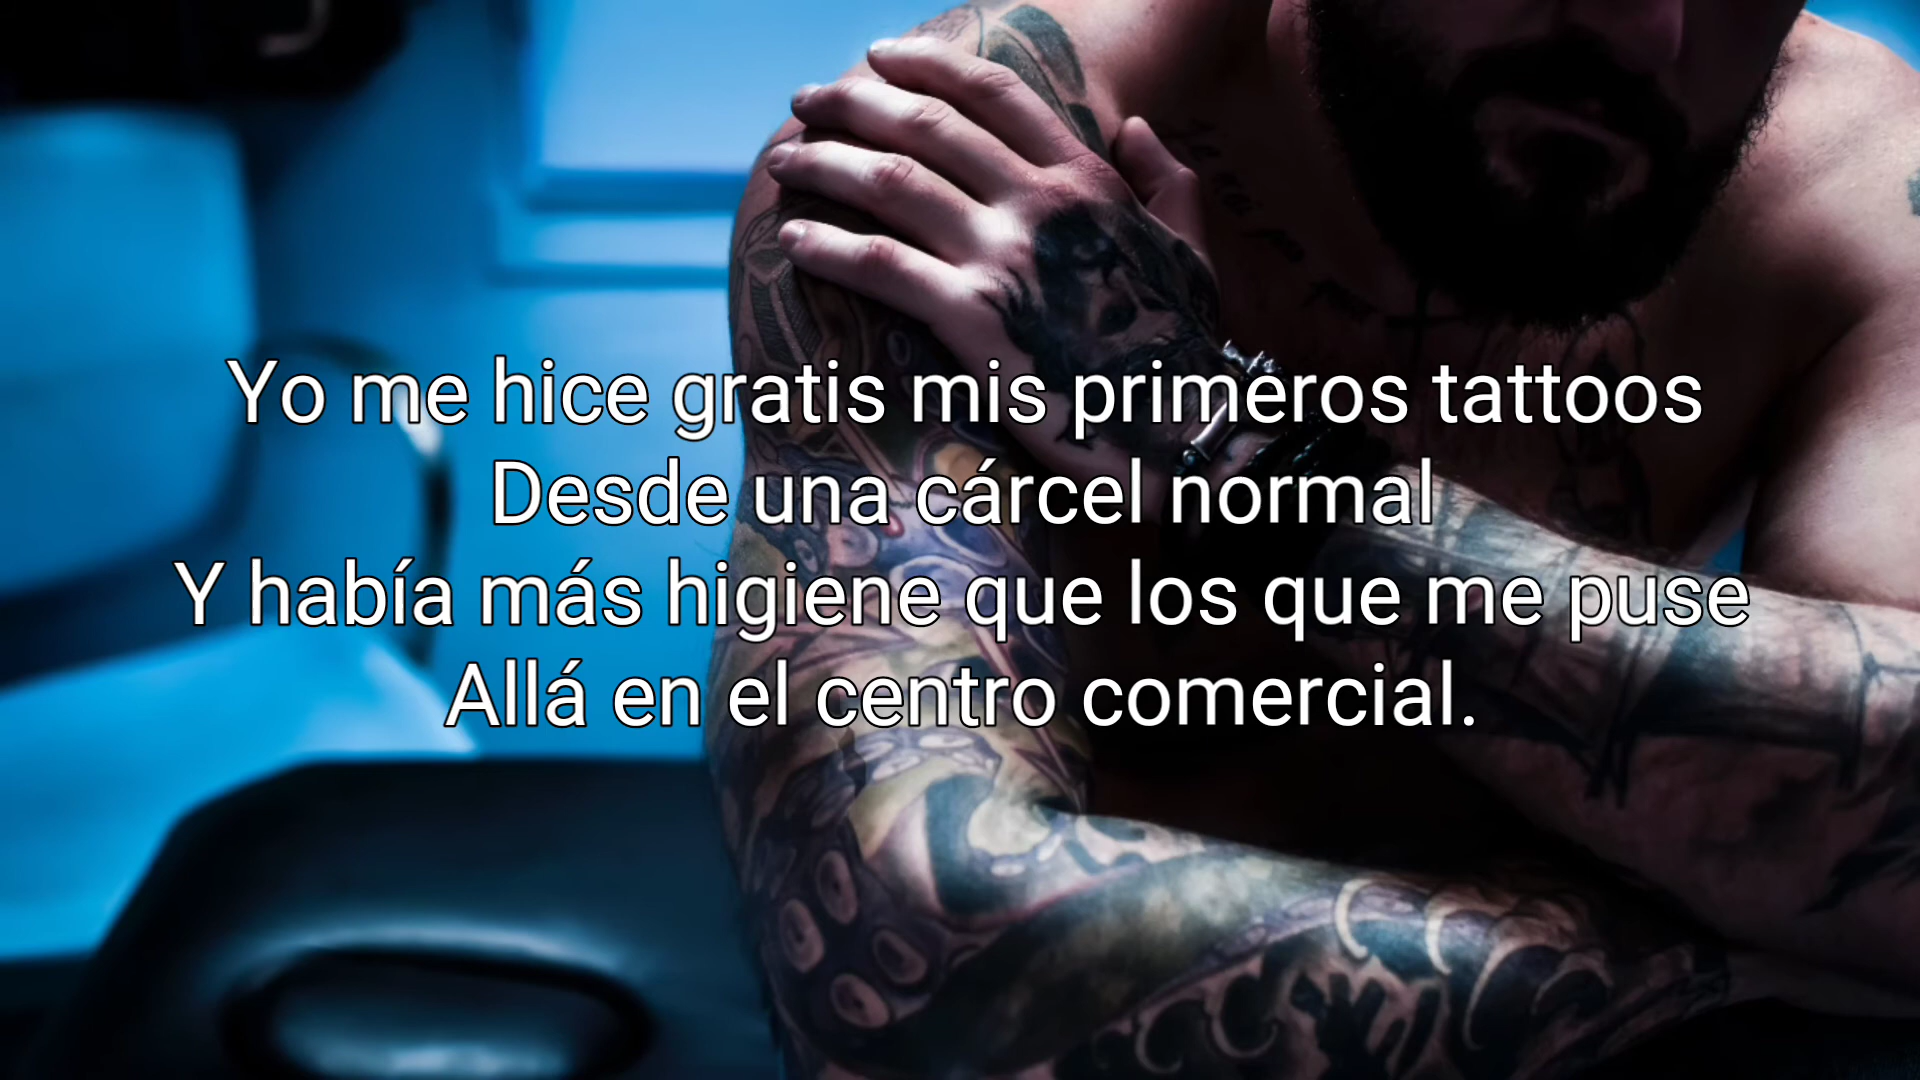 Yo me hice gratis mis primeros tattoos
Desde una cárcel normal
Y había más higiene que los que me puse
Allá en el centro comercial.